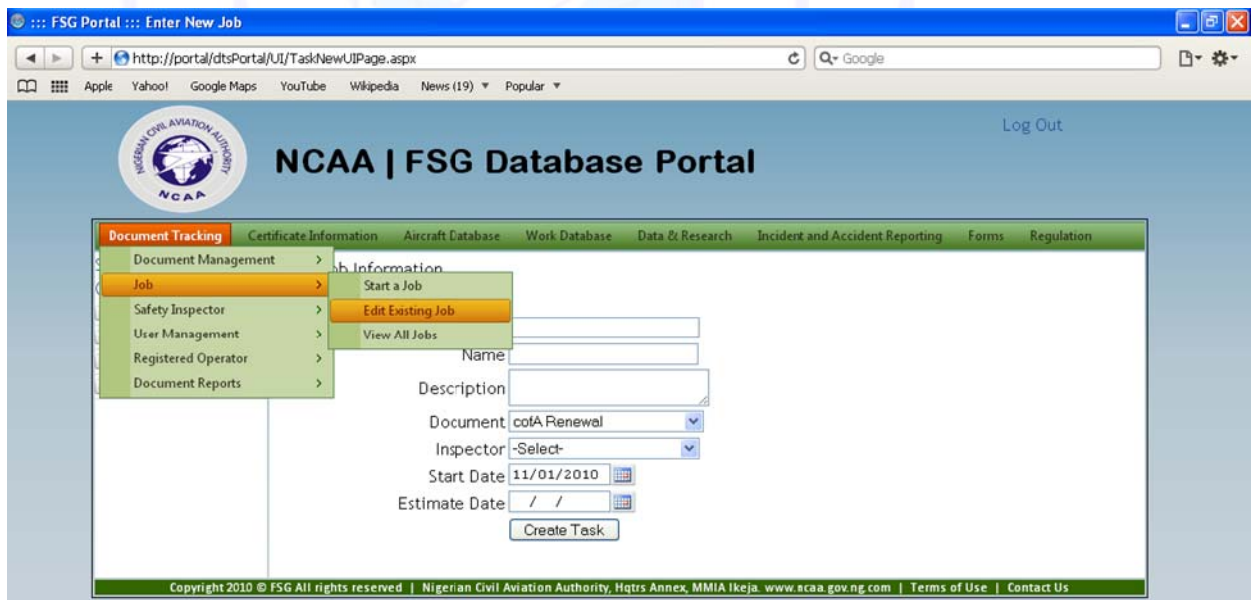 ::: FSG Portal ::: Enter New Job
http://portal/dtsPortal/UI/TaskNewUIPage.aspx
Google
Apple Yahoo! Google Maps YouTube Wikipedia News (19) Popular
NIGERIAN CIVIL AVIATION AUTHORITY
NCAA
NCAA | FSG Database Portal
Log Out
Document Tracking Certificate Information Aircraft Database Work Database Data & Research Incident and Accident Reporting Forms Regulation
Document Management >
Information
Job >
Start a Job
Safety Inspector >
Edit Existing Job
User Management >
View All Jobs
Registered Operator >
Name
Document Reports >
Description
Document cofA Renewal
Inspector -Select-
Start Date 11/01/2010
Estimate Date / /
Create Task
Copyright 2010 © FSG All rights reserved | Nigerian Civil Aviation Authority, Hqtrs Annex, MMIA Ikeja. www.ncaa.gov.ng.com | Terms of Use | Contact Us